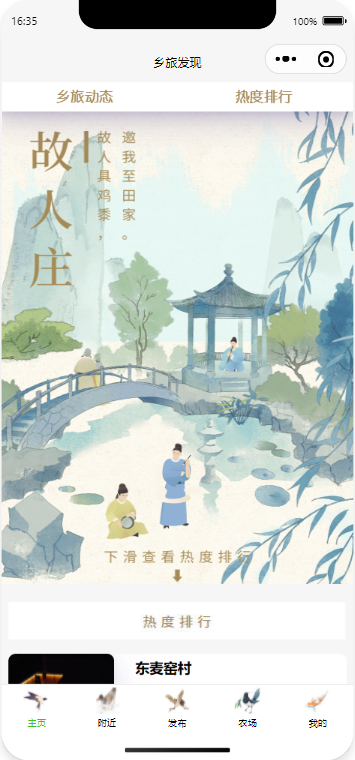 16:35
100%
乡旅发现
乡旅动态
热度排行
故人庄
故人具鸡黍，
邀我至田家。
下滑查看热度排行
热度排行
东麦窑村
主页
附近
发布
农场
我的